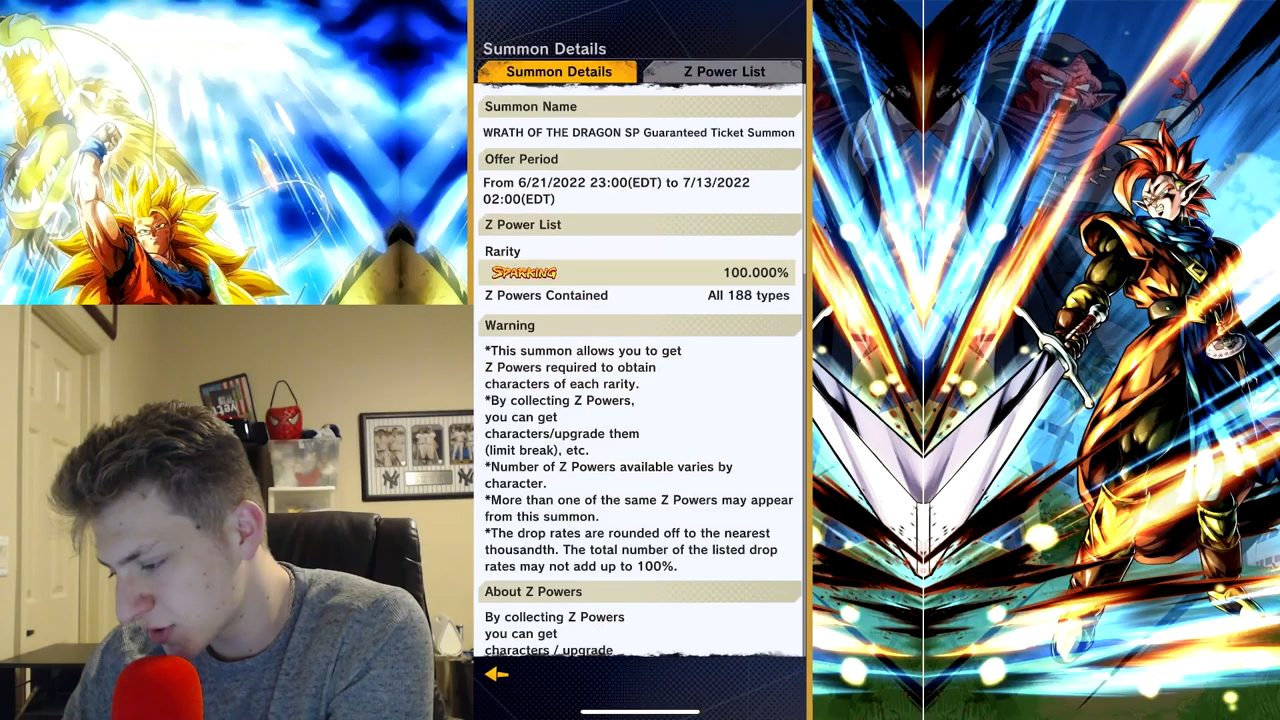 Summon Details
Summon Details
Z Power List
Summon Name
WRATH OF THE DRAGON SP Guaranteed Ticket Summon
Offer Period
From 6/21/2022 23:00(EDT) to 7/13/2022
02:00(EDT)
Z Power List
Rarity
SPARKING 100.000%
Z Powers Contained All 188 types
Warning
*This summon allows you to get
Z Powers required to obtain
characters of each rarity.
*By collecting Z Powers,
you can get
characters/upgrade them
(limit break), etc.
*Number of Z Powers available varies by
character.
*More than one of the same Z Powers may appear
from this summon.
*The drop rates are rounded off to the nearest
thousandth. The total number of the listed drop
rates may not add up to 100%.
About Z Powers
By collecting Z Powers
you can get
characters / upgrade